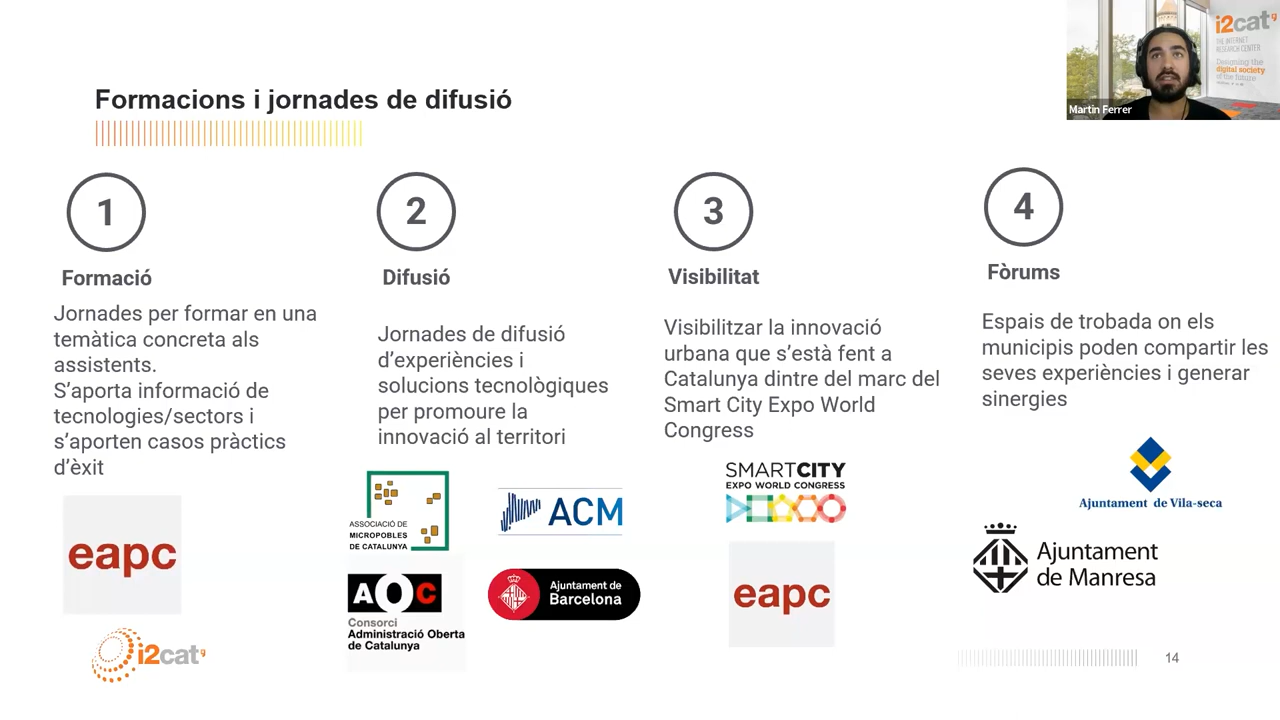 i2cat
THE INTERNET
RESEARCH CENTER
Designing the
digital society
of the future
Martin Ferrer
Formacions i jornades de difusió
1
Formació
Jornades per formar en una
temàtica concreta als
assistents.
S'aporta informació de
tecnologies/sectors i
s'aporten casos pràctics
d'èxit
eapc
2
Difusió
Jornades de difusió
d'experiències i
solucions tecnològiques
per promoure la
innovació al territori
ASSOCIACIÓ DE
MICROPOBLES
DE CATALUNYA
ACM
AOC
Consorci
Administració Oberta
de Catalunya
Ajuntament de
Barcelona
3
Visibilitat
Visibilitzar la innovació
urbana que s'està fent a
Catalunya dintre del marc del
Smart City Expo World
Congress
SMARTCITY
EXPO WORLD CONGRESS
eapc
4
Fòrums
Espais de trobada on els
municipis poden compartir les
seves experiències i generar
sinergies
Ajuntament de Vila-seca
Ajuntament
de Manresa
i2cat
14